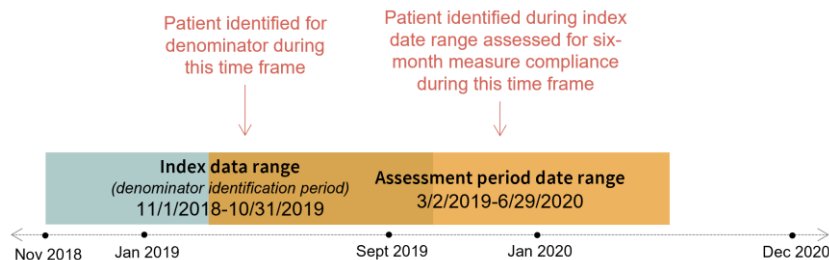 Patient identified for
denominator during
this time frame
Patient identified during index
date range assessed for six-
month measure compliance
during this time frame
Index data range
(denominator identification period)
11/1/2018-10/31/2019
Assessment period date range
3/2/2019-6/29/2020
Nov 2018
Jan 2019
Sept 2019
Jan 2020
Dec 2020